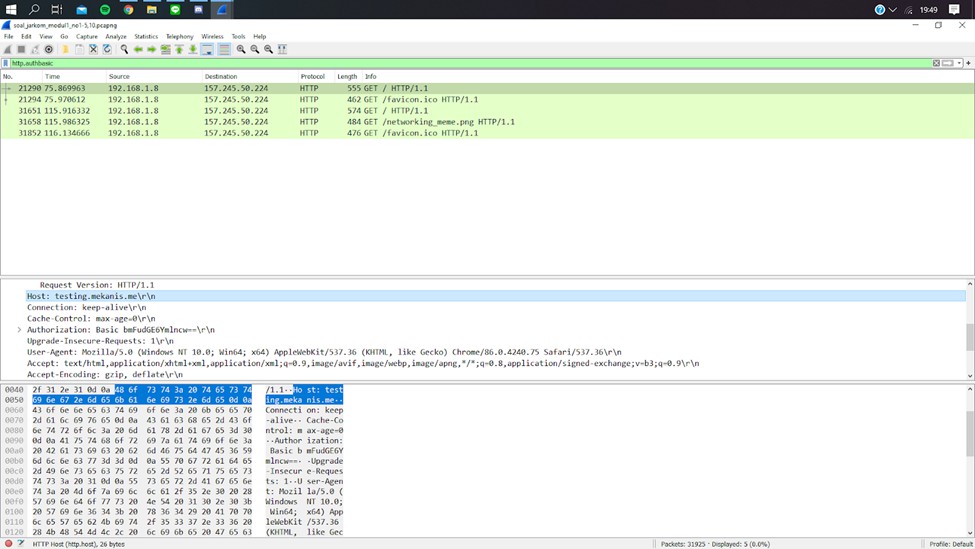 19:49
soal_jarkom_modul1_no1-5,10.pcapng
File Edit View Go Capture Analyze Statistics Telephony Wireless Tools Help
http.authbasic
No. Time Source Destination Protocol Length Info
21290 75.869963 192.168.1.8 157.245.50.224 HTTP 555 GET / HTTP/1.1
21294 75.970612 192.168.1.8 157.245.50.224 HTTP 462 GET /favicon.ico HTTP/1.1
31651 115.916332 192.168.1.8 157.245.50.224 HTTP 574 GET / HTTP/1.1
31658 115.986325 192.168.1.8 157.245.50.224 HTTP 484 GET /networking_meme.png HTTP/1.1
31852 116.134666 192.168.1.8 157.245.50.224 HTTP 476 GET /favicon.ico HTTP/1.1
Request Version: HTTP/1.1
Host: testing.mekanis.me\r\n
Connection: keep-alive\r\n
Cache-Control: max-age=0\r\n
Authorization: Basic bmFudGE6Ymlncw==\r\n
Upgrade-Insecure-Requests: 1\r\n
User-Agent: Mozilla/5.0 (Windows NT 10.0; Win64; x64) AppleWebKit/537.36 (KHTML, like Gecko) Chrome/86.0.4240.75 Safari/537.36\r\n
Accept: text/html,application/xhtml+xml,application/xml;q=0.9,image/avif,image/webp,image/apng,*/*;q=0.8,application/signed-exchange;v=b3;q=0.9\r\n
Accept-Encoding: gzip, deflate\r\n
0040 2f 31 2e 31 0d 0a 48 6f 73 74 3a 20 74 65 73 74 /1.1··Ho st: test
0050 69 6e 67 2e 6d 65 6b 61 6e 69 73 2e 6d 65 0d 0a ing.meka nis.me··
0060 43 6f 6e 6e 65 63 74 69 6f 6e 3a 20 6b 65 65 70 Connecti on: keep
0070 2d 61 6c 69 76 65 0d 0a 43 61 63 68 65 2d 43 6f -alive·· Cache-Co
0080 6e 74 72 6f 6c 3a 20 6d 61 78 2d 61 67 65 3d 30 ntrol: m ax-age=0
0090 0d 0a 41 75 74 68 6f 72 69 7a 61 74 69 6f 6e 3a ··Author ization:
00a0 20 42 61 73 69 63 20 62 6d 46 75 64 47 45 36 59 Basic b mFudGE6Y
00b0 6d 6c 6e 63 77 3d 3d 0d 0a 55 70 67 72 61 64 65 mlncw==· ·Upgrade
00c0 2d 49 6e 73 65 63 75 72 65 2d 52 65 71 75 65 73 -Insecur e-Reques
00d0 74 73 3a 20 31 0d 0a 55 73 65 72 2d 41 67 65 6e ts: 1··U ser-Agen
00e0 74 3a 20 4d 6f 7a 69 6c 6c 61 2f 35 2e 30 20 28 t: Mozil la/5.0 (
00f0 57 69 6e 64 6f 77 73 20 4e 54 20 31 30 2e 30 3b Windows NT 10.0;
0100 20 57 69 6e 36 34 3b 20 78 36 34 29 20 41 70 70 Win64; x64) App
0110 6c 65 57 65 62 4b 69 74 2f 35 33 37 2e 33 36 20 leWebKit /537.36
0120 28 4b 48 54 4d 4c 2c 20 6c 69 6b 65 20 47 65 63 (KHTML, like Gec
HTTP Host (http.host), 26 bytes
Packets: 31925 · Displayed: 5 (0.0%)
Profile: Default